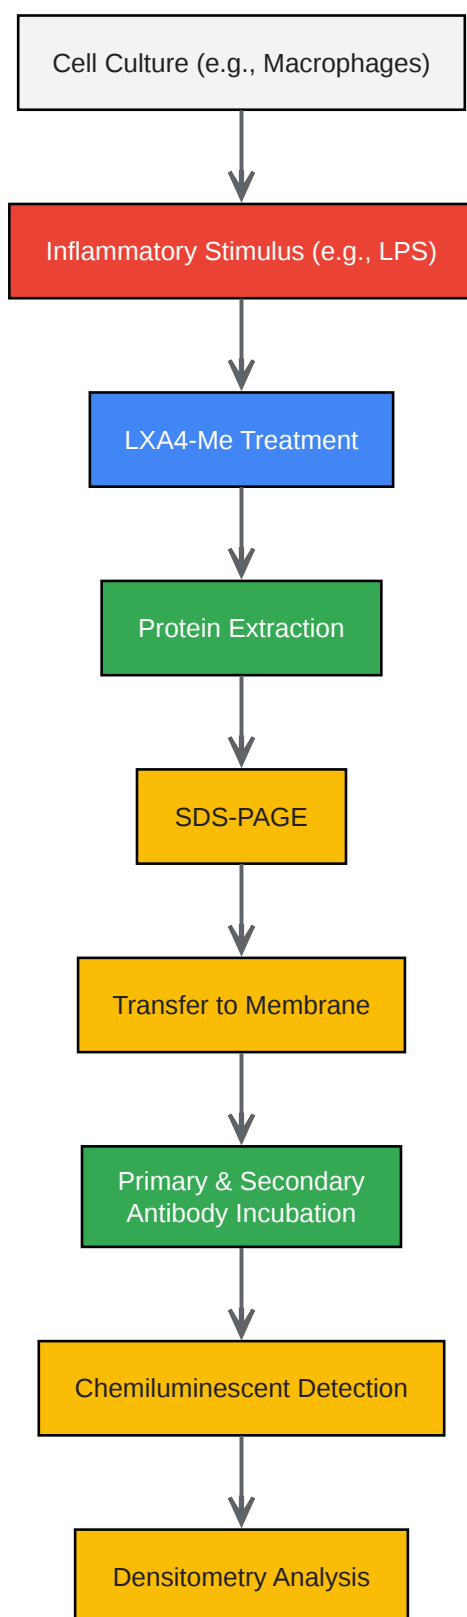 Cell Culture (e.g., Macrophages)
Inflammatory Stimulus (e.g., LPS)
LXA4-Me Treatment
Protein Extraction
SDS-PAGE
Transfer to Membrane
Primary & Secondary
Antibody Incubation
Chemiluminescent Detection
Densitometry Analysis